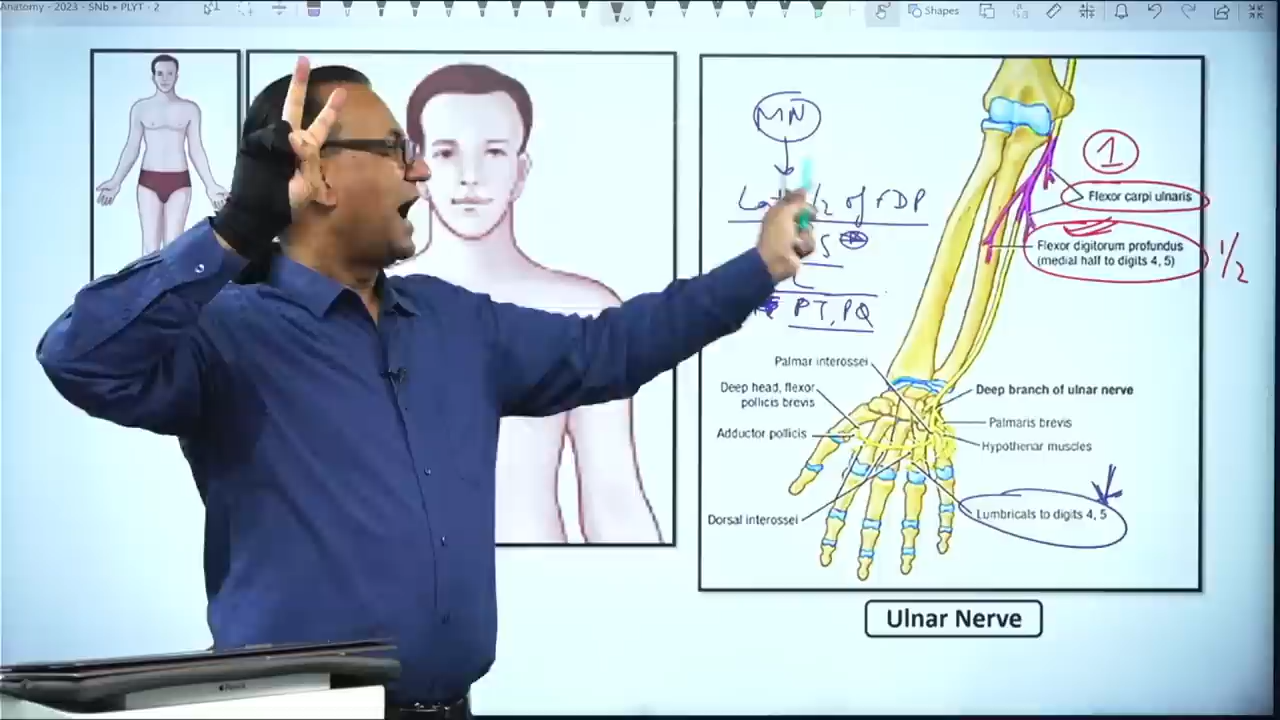 Anatomy - 2023 - SNb + PLYT - 2
Shapes
MN
1/2 of FDP
S
L
PT, PQ
1
Flexor carpi ulnaris
Flexor digitorum profundus
(medial half to digits 4, 5)
1/2
Palmar interossei
Deep head, flexor
pollicis brevis
Adductor pollicis
Deep branch of ulnar nerve
Palmaris brevis
Hypothenar muscles
Dorsal interossei
Lumbricals to digits 4, 5
Ulnar Nerve